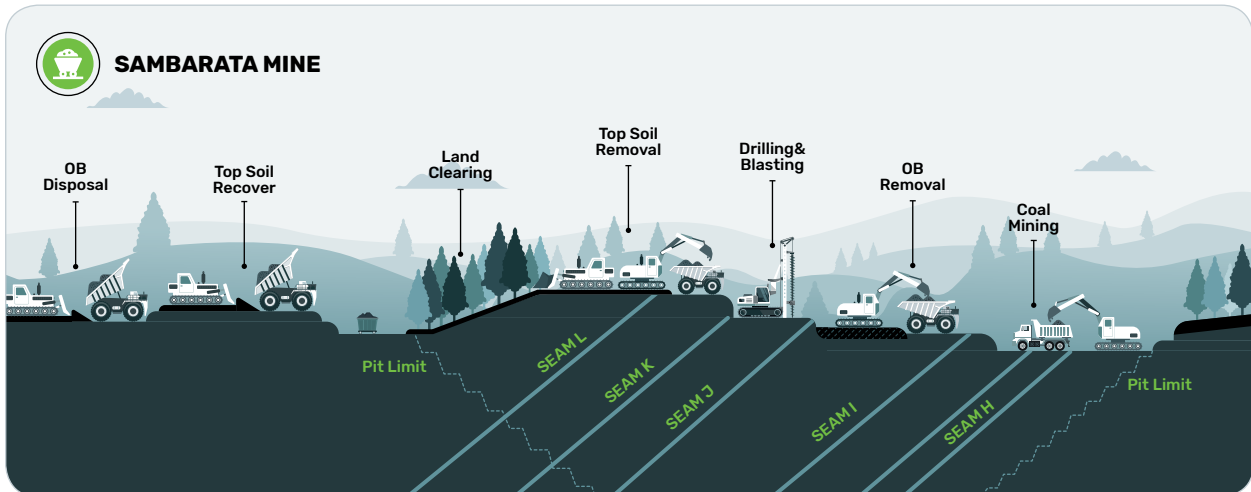 SAMBARATA MINE
OB
Disposal
Top Soil
Recover
Land
Clearing
Top Soil
Removal
Drilling&
Blasting
OB
Removal
Coal
Mining
Pit Limit
SEAM L
SEAM K
SEAM J
SEAM I
SEAM H
Pit Limit